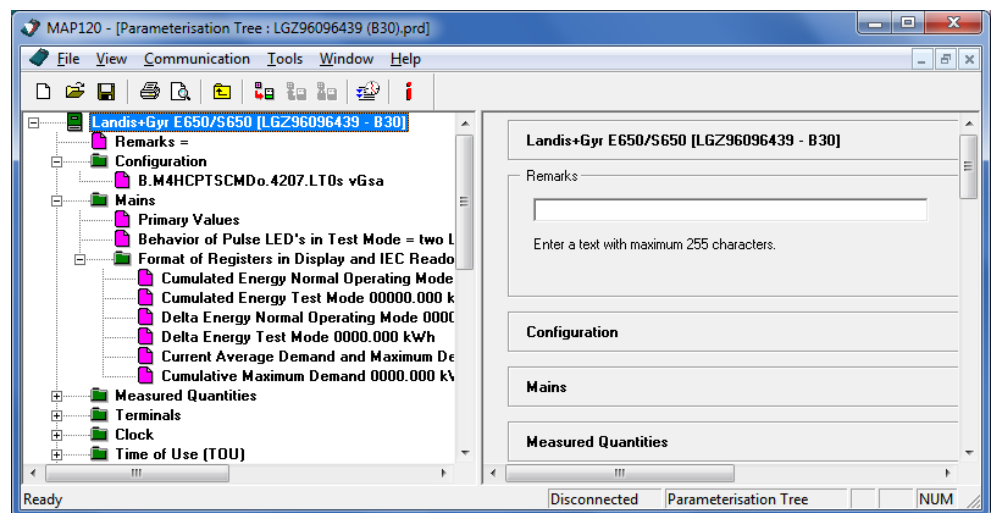 MAP120 - [Parameterisation Tree : LGZ96096439 (B30).prd]
File View Communication Tools Window Help
Landis+Gyr E650/S650 [LGZ96096439 - B30]
Remarks =
Configuration
B.M4HCPTSCMDo.4207.LT0s vGsa
Mains
Primary Values
Behavior of Pulse LED's in Test Mode = two L
Format of Registers in Display and IEC Reado
Cumulated Energy Normal Operating Mode
Cumulated Energy Test Mode 00000.000 k
Delta Energy Normal Operating Mode 0000
Delta Energy Test Mode 0000.000 kWh
Current Average Demand and Maximum De
Cumulative Maximum Demand 0000.000 kV
Measured Quantities
Terminals
Clock
Time of Use (TOU)
Landis+Gyr E650/S650 [LGZ96096439 - B30]
Remarks
Enter a text with maximum 255 characters.
Configuration
Mains
Measured Quantities
Ready
Disconnected
Parameterisation Tree
NUM